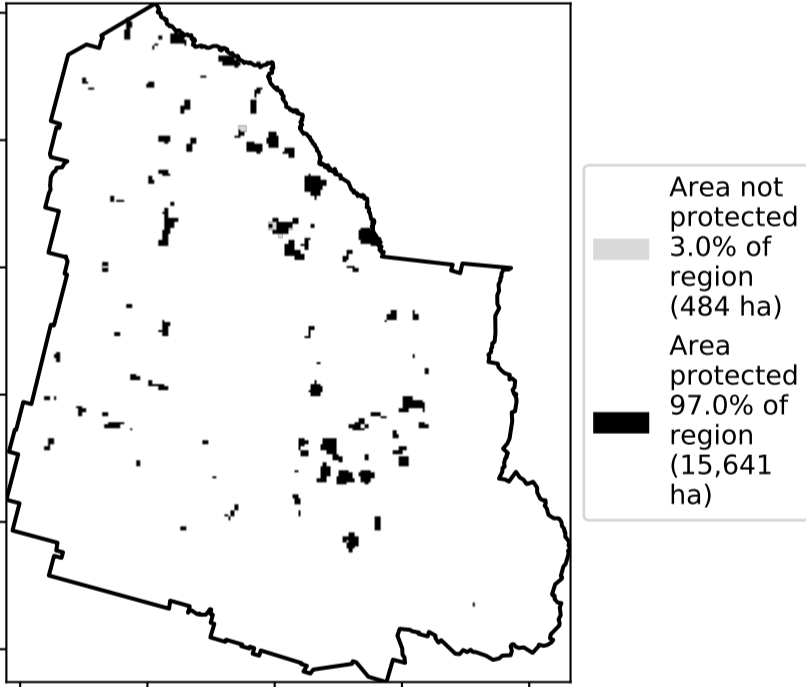 Area not
protected
3.0% of
region
(484 ha)
Area
protected
97.0% of
region
(15,641
ha)